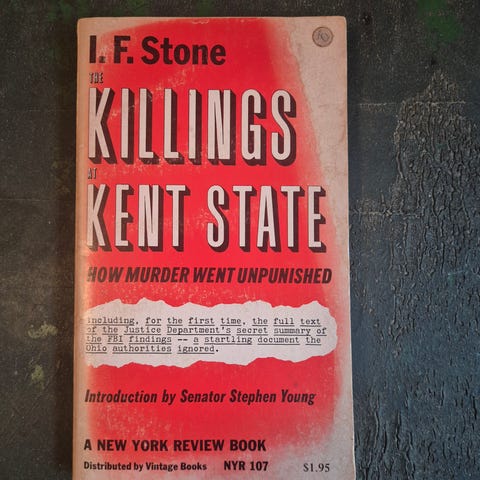 I. F. Stone
THE
KILLINGS
AT
KENT STATE
HOW MURDER WENT UNPUNISHED
including, for the first time, the full text
of the Justice Department's secret summary of
the FBI findings -- a startling document the
Ohio authorities ignored.
Introduction by Senator Stephen Young
A NEW YORK REVIEW BOOK
Distributed by Vintage Books NYR 107 $1.95